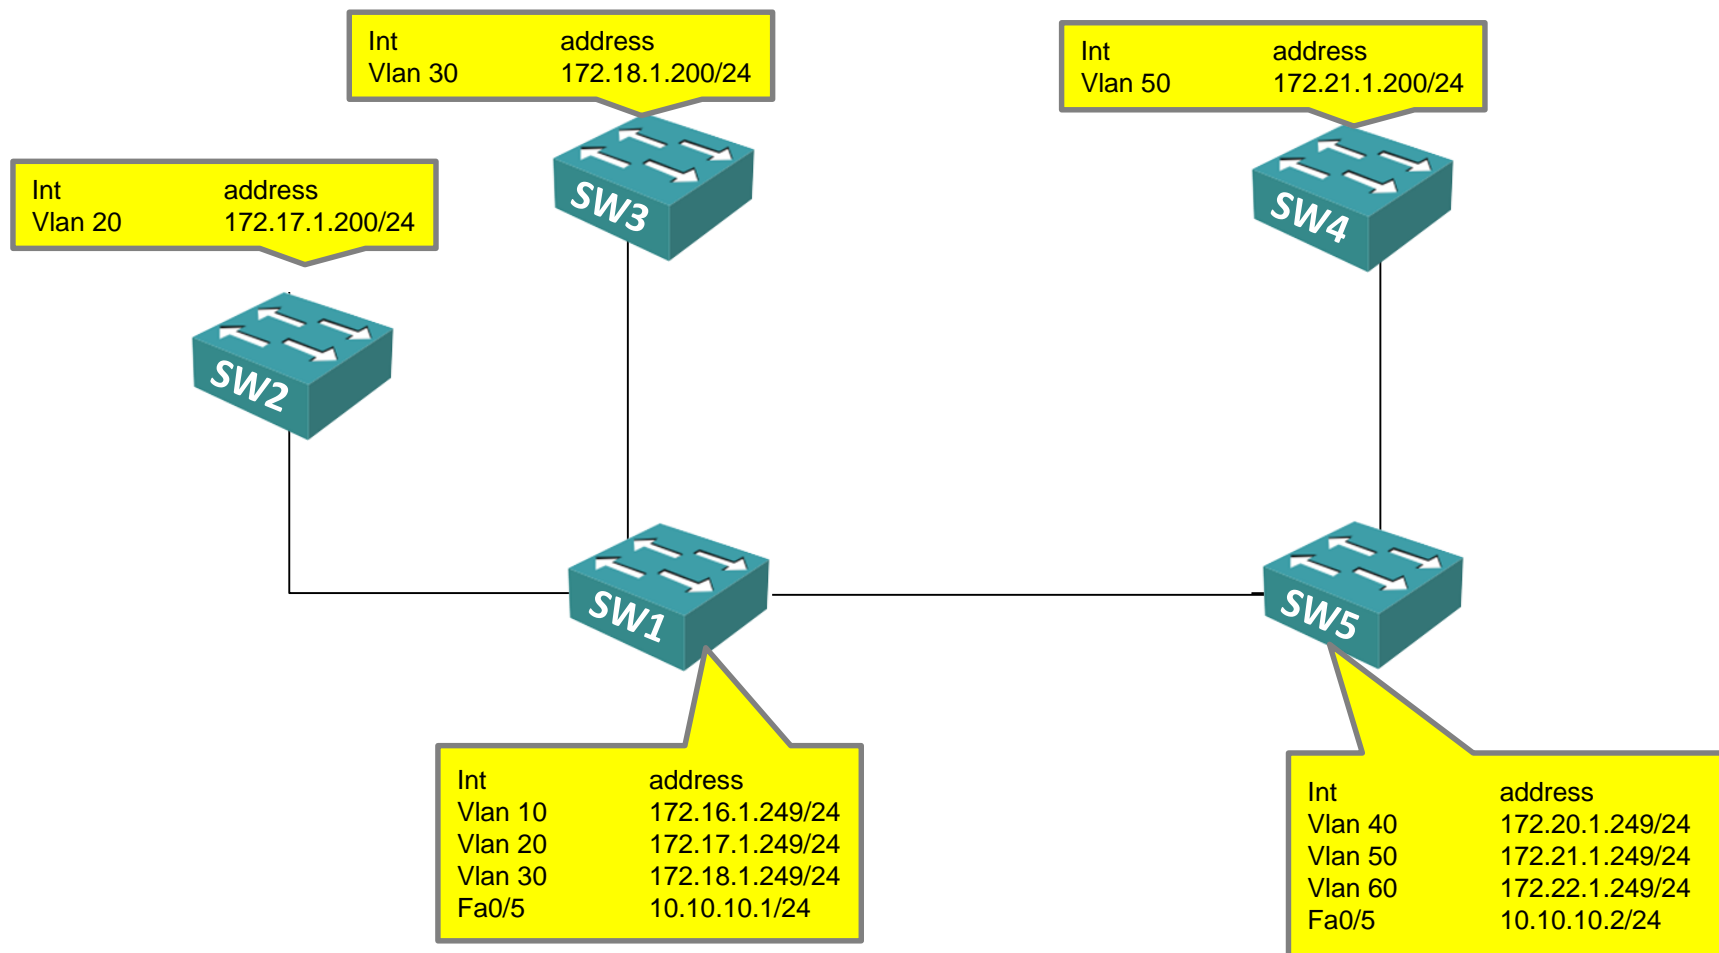 Int address
Vlan 30 172.18.1.200/24
Int address
Vlan 50 172.21.1.200/24
Int address
Vlan 20 172.17.1.200/24
SW3
SW4
SW2
SW1
SW5
Int address
Vlan 10 172.16.1.249/24
Vlan 20 172.17.1.249/24
Vlan 30 172.18.1.249/24
Fa0/5 10.10.10.1/24
Int address
Vlan 40 172.20.1.249/24
Vlan 50 172.21.1.249/24
Vlan 60 172.22.1.249/24
Fa0/5 10.10.10.2/24